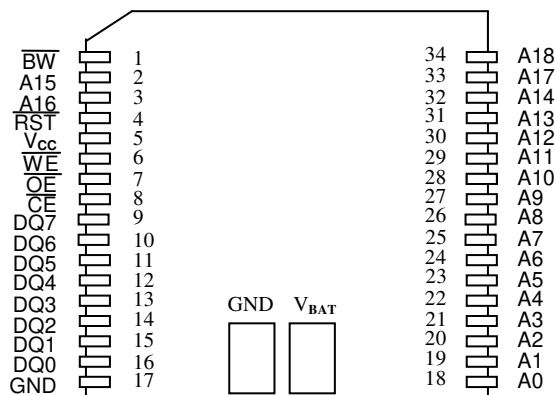 BW 1 34 A18
A15 2 33 A17
A16 3 32 A14
RST 4 31 A13
Vcc 5 30 A12
WE 6 29 A11
OE 7 28 A10
CE 8 27 A9
DQ7 9 26 A8
DQ6 10 25 A7
DQ5 11 24 A6
DQ4 12 23 A5
DQ3 13 22 A4
DQ2 14 21 A3
DQ1 15 20 A2
DQ0 16 19 A1
GND 17 18 A0
GND VBAT